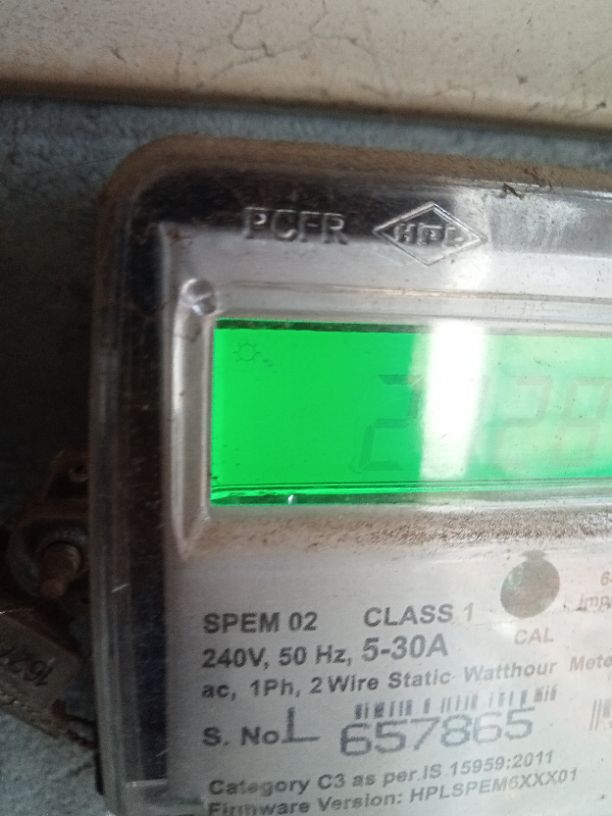 PCFR HPL
SPEM 02 CLASS 1
CAL
240V, 50 Hz, 5-30A
ac, 1Ph, 2 Wire Static Watthour Mete
S. No L 657865
Category C3 as per.IS 15959:2011
Firmware Version: HPLSPEM6XXX01